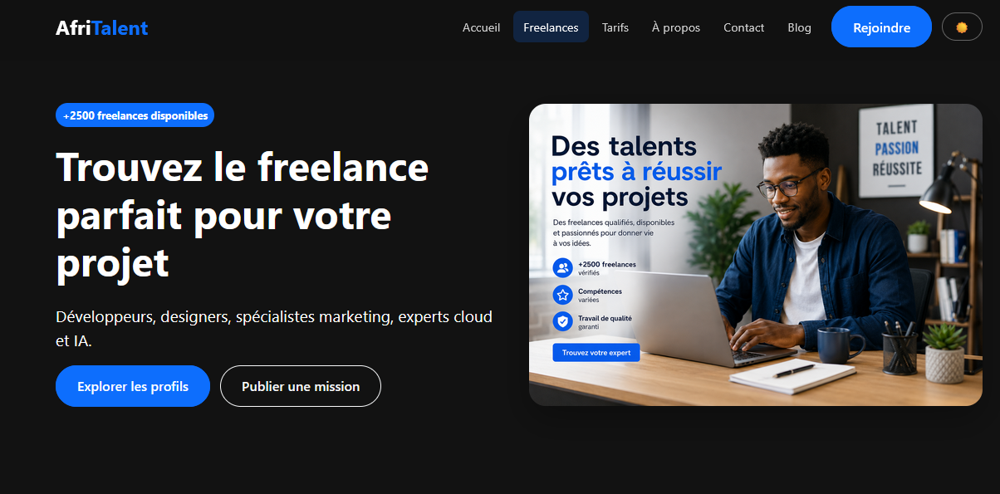 AfriTalent
Accueil
Freelances
Tarifs
À propos
Contact
Blog
Rejoindre
+2500 freelances disponibles
Trouvez le freelance
parfait pour votre
projet
Développeurs, designers, spécialistes marketing, experts cloud
et IA.
Explorer les profils
Publier une mission
Des talents
prêts à réussir
vos projets
Des freelances qualifiés, disponibles
et passionnés pour donner vie
à vos idées.
+2500 freelances
vérifiés
Compétences
variées
Travail de qualité
garanti
Trouvez votre expert
TALENT
PASSION
RÉUSSITE